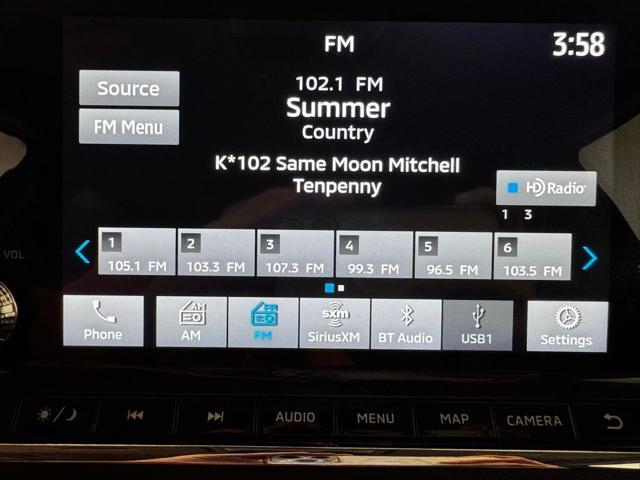 FM
3:58
Source
102.1 FM
Summer
FM Menu
Country
K*102 Same Moon Mitchell
Tenpenny
HD Radio
1 3
VOL
1
105.1 FM
2
103.3 FM
3
107.3 FM
4
99.3 FM
5
96.5 FM
6
103.5 FM
Phone
AM
AM
FM
sxm
SiriusXM
BT Audio
USB1
Settings
AUDIO
MENU
MAP
CAMERA